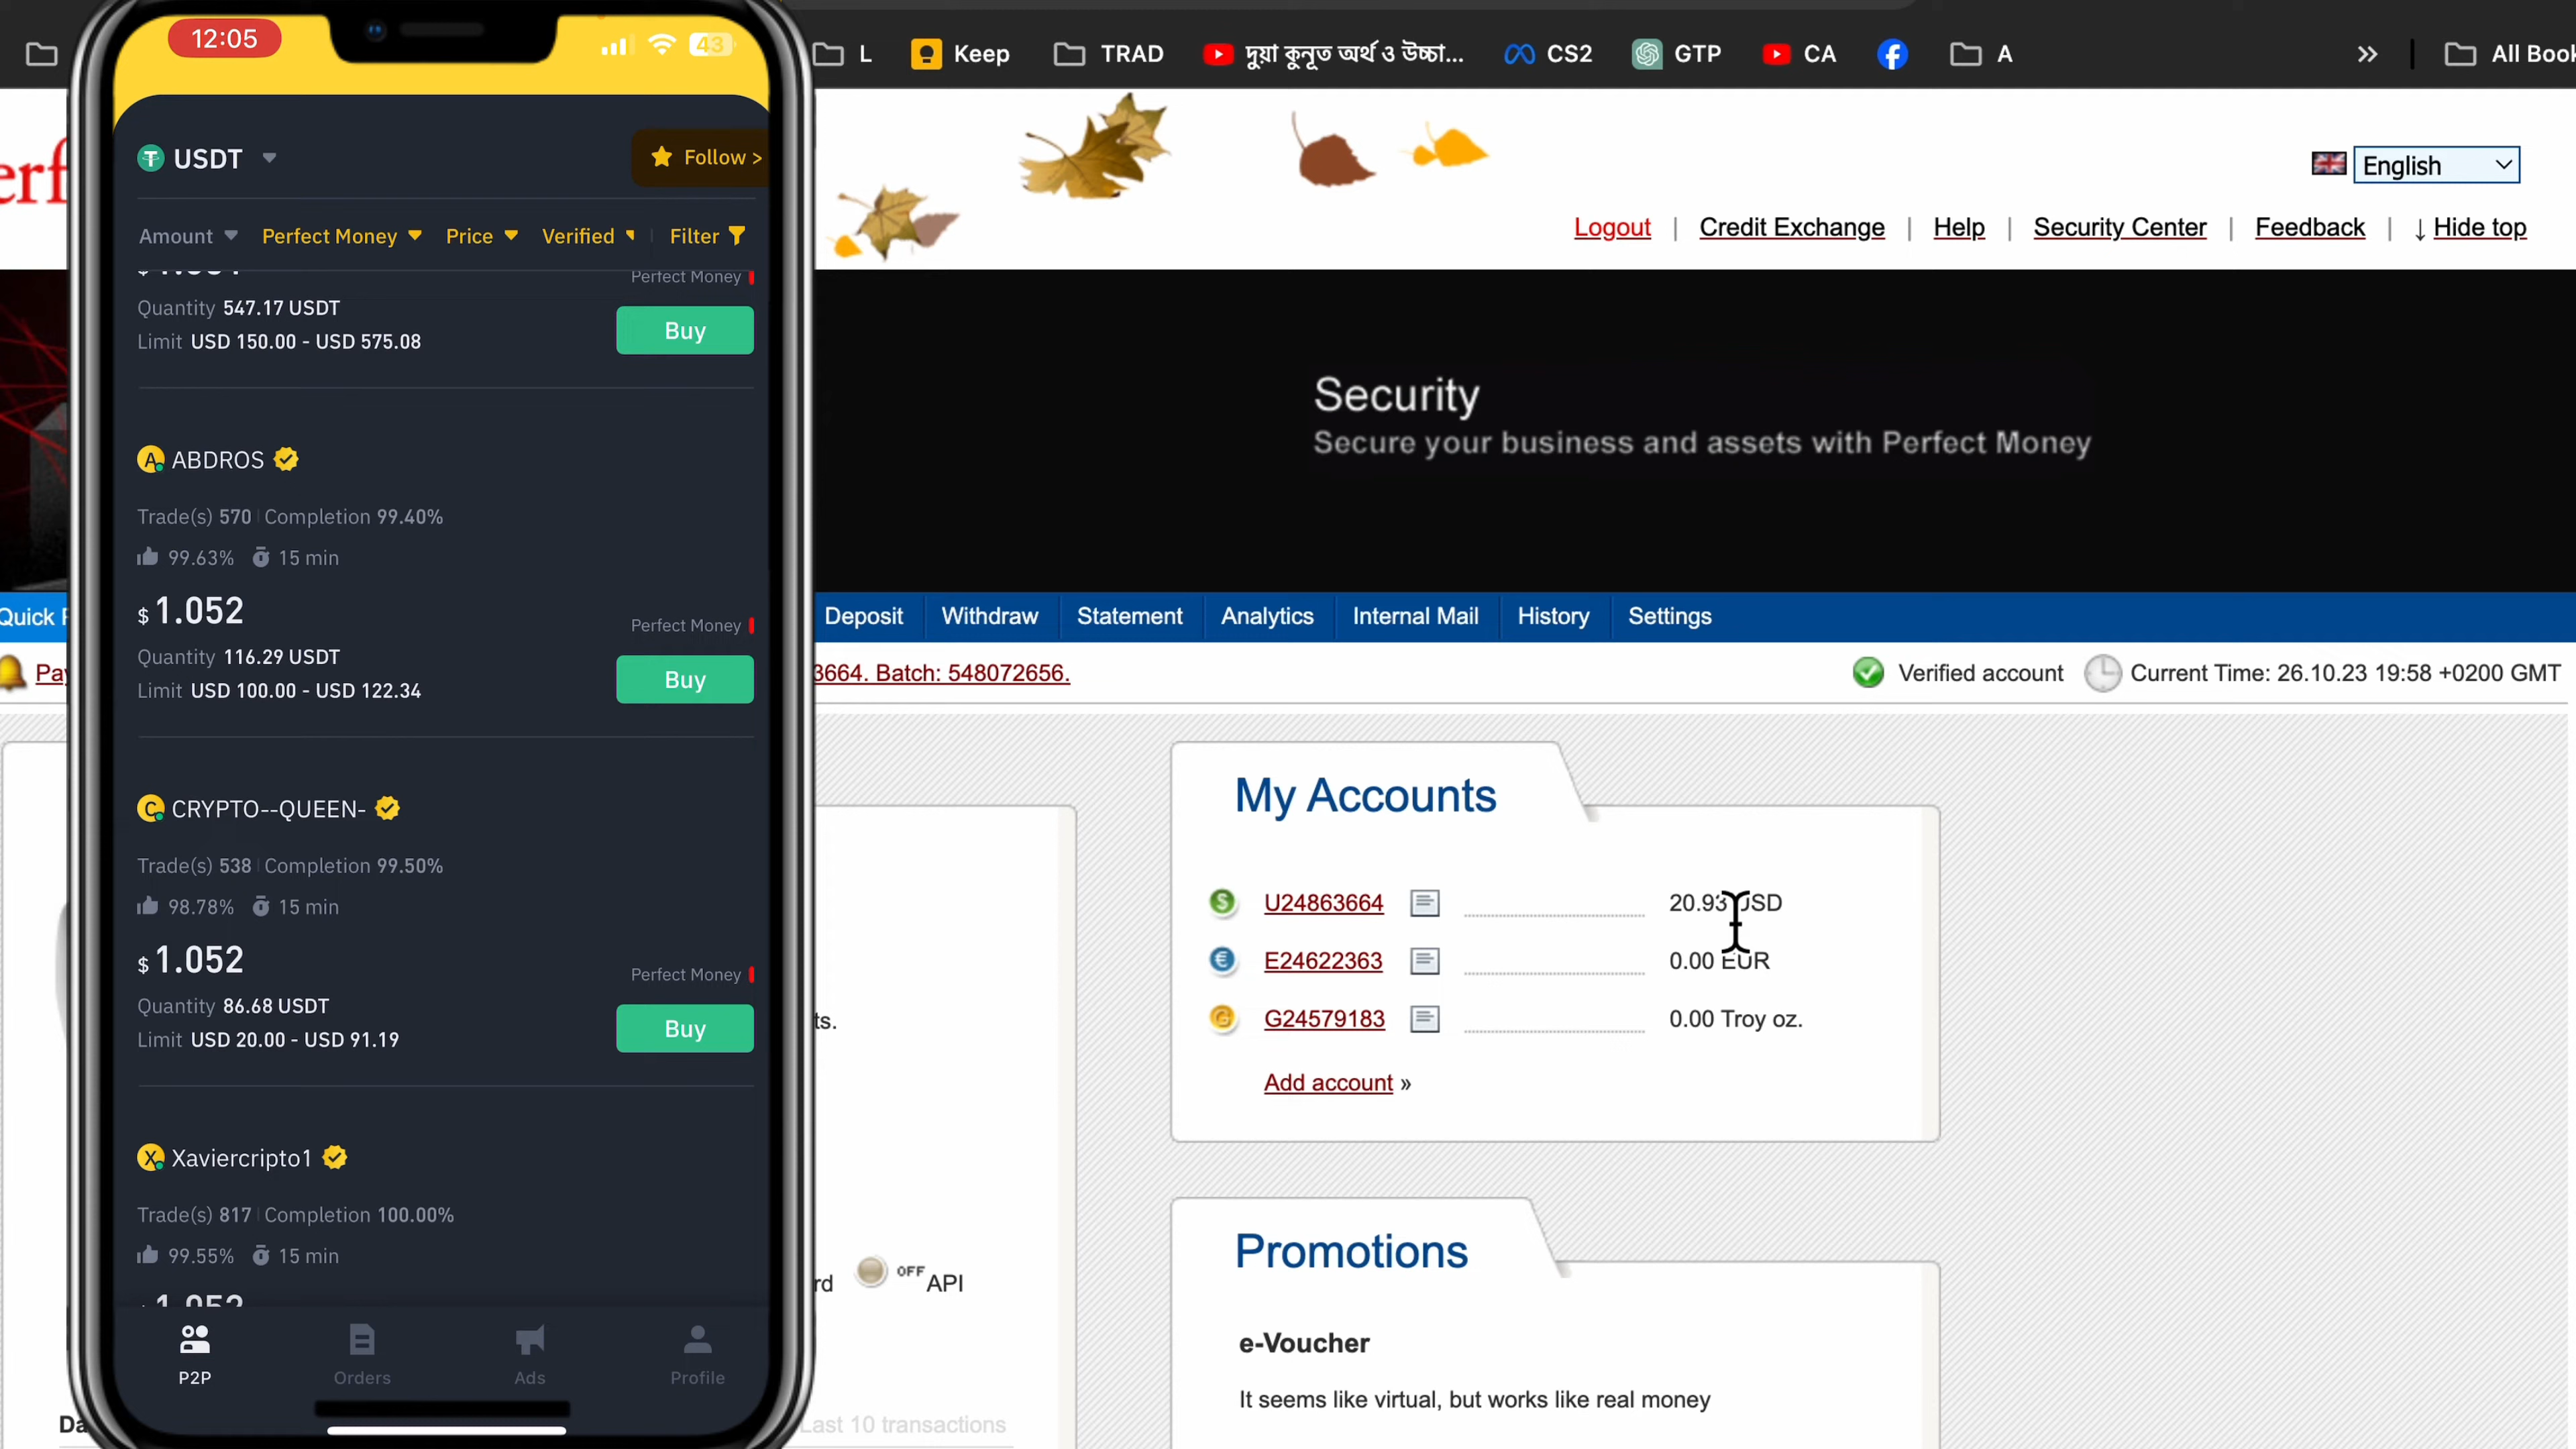 12:05
43
USDT
Follow >
Amount
Perfect Money
Price
Verified
Filter
Perfect Money
Quantity 547.17 USDT
Limit USD 150.00 - USD 575.08
Buy
A ABDROS
Trade(s) 570 Completion 99.40%
99.63% 15 min
$ 1.052
Perfect Money
Quantity 116.29 USDT
Limit USD 100.00 - USD 122.34
Buy
C CRYPTO--QUEEN-
Trade(s) 538 Completion 99.50%
98.78% 15 min
$ 1.052
Perfect Money
Quantity 86.68 USDT
Limit USD 20.00 - USD 91.19
Buy
X Xaviercripto1
Trade(s) 817 Completion 100.00%
99.55% 15 min
1.052
P2P
Orders
Ads
Profile
L
Keep
TRAD
দুয়া কুনূত অর্থ ও উচ্চা...
CS2
GTP
CA
A
»
All Book
erf
English
Logout | Credit Exchange | Help | Security Center | Feedback | ↓ Hide top
Security
Secure your business and assets with Perfect Money
Quick
Deposit
Withdraw
Statement
Analytics
Internal Mail
History
Settings
Pay
3664. Batch: 548072656.
Verified account
Current Time: 26.10.23 19:58 +0200 GMT
My Accounts
U24863664 20.93 USD
E24622363 0.00 EUR
G24579183 0.00 Troy oz.
Add account »
ts.
rd OFF API
Da
Last 10 transactions
Promotions
e-Voucher
It seems like virtual, but works like real money